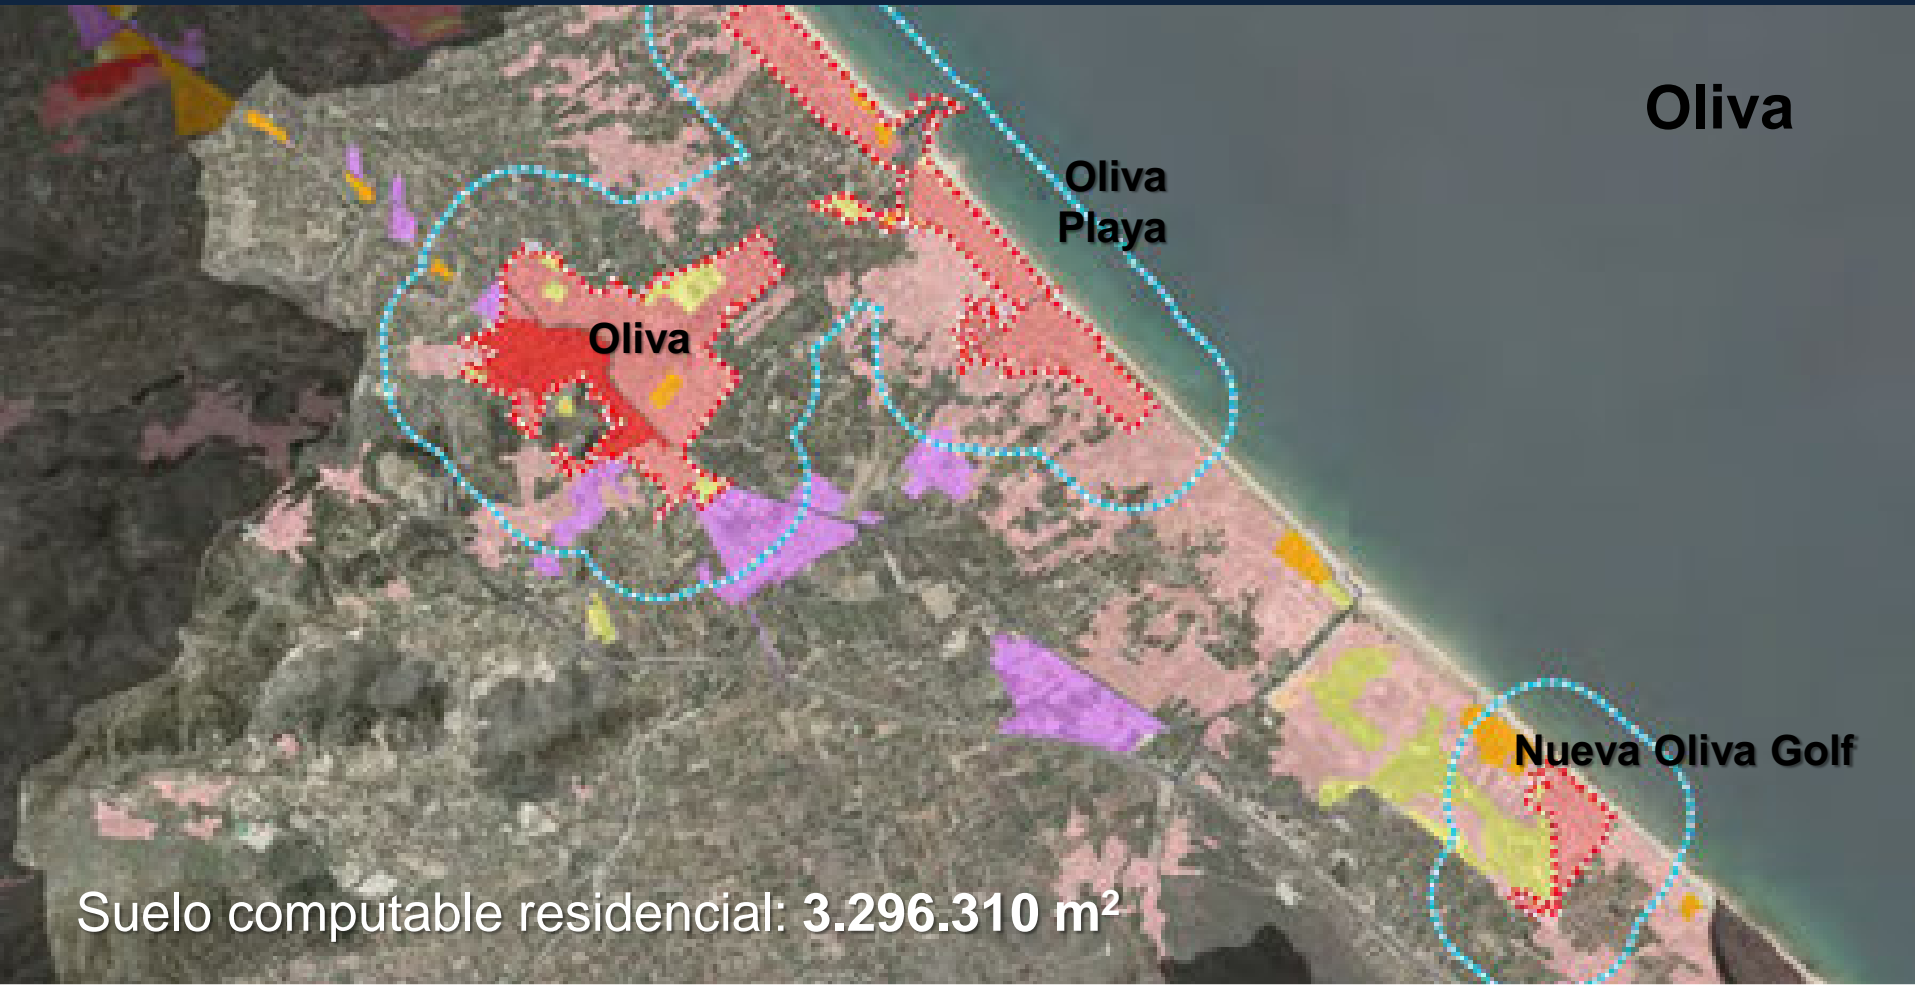 Oliva
Oliva
Playa
Oliva
Nueva Oliva Golf
Suelo computable residencial: 3.296.310 m²